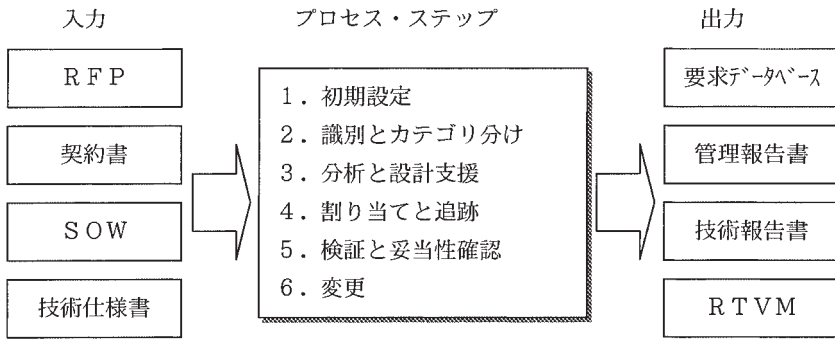 入力
プロセス・ステップ
出力
RFP
契約書
SOW
技術仕様書
1．初期設定
2．識別とカテゴリ分け
3．分析と設計支援
4．割り当てと追跡
5．検証と妥当性確認
6．変更
要求ﾃﾞｰﾀﾍﾞｰｽ
管理報告書
技術報告書
RTVM